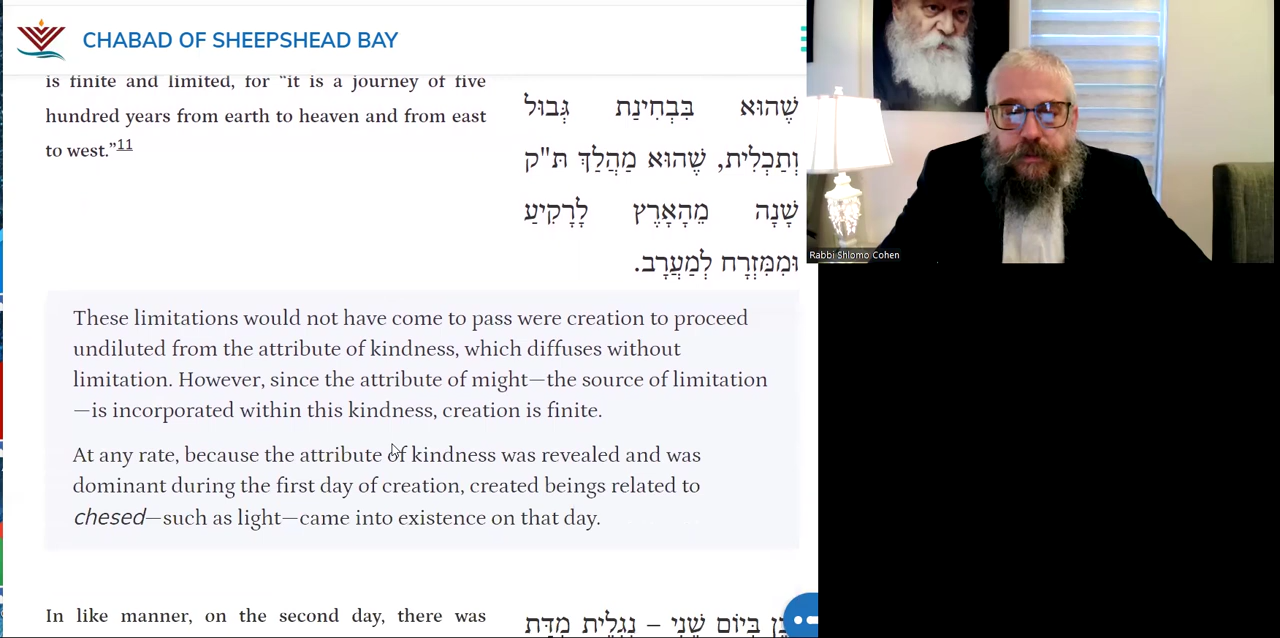 CHABAD OF SHEEPSHEAD BAY
is finite and limited, for “it is a journey of five
hundred years from earth to heaven and from east
to west.”11
שֶׁהוּא בִּבְחִינַת גְּבוּל
וְתַכְלִית, שֶׁהוּא מַהֲלַךְ תּ"ק
שָׁנָה מֵהָאָרֶץ לָרָקִיעַ
וּמִמִּזְרָח לְמַעֲרָב.
These limitations would not have come to pass were creation to proceed
undiluted from the attribute of kindness, which diffuses without
limitation. However, since the attribute of might—the source of limitation
—is incorporated within this kindness, creation is finite.
At any rate, because the attribute of kindness was revealed and was
dominant during the first day of creation, created beings related to
chesed—such as light—came into existence on that day.
In like manner, on the second day, there was
בְּיוֹם שֵׁנִי – נִגְלֵית מִדַּת
Rabbi Shlomo Cohen